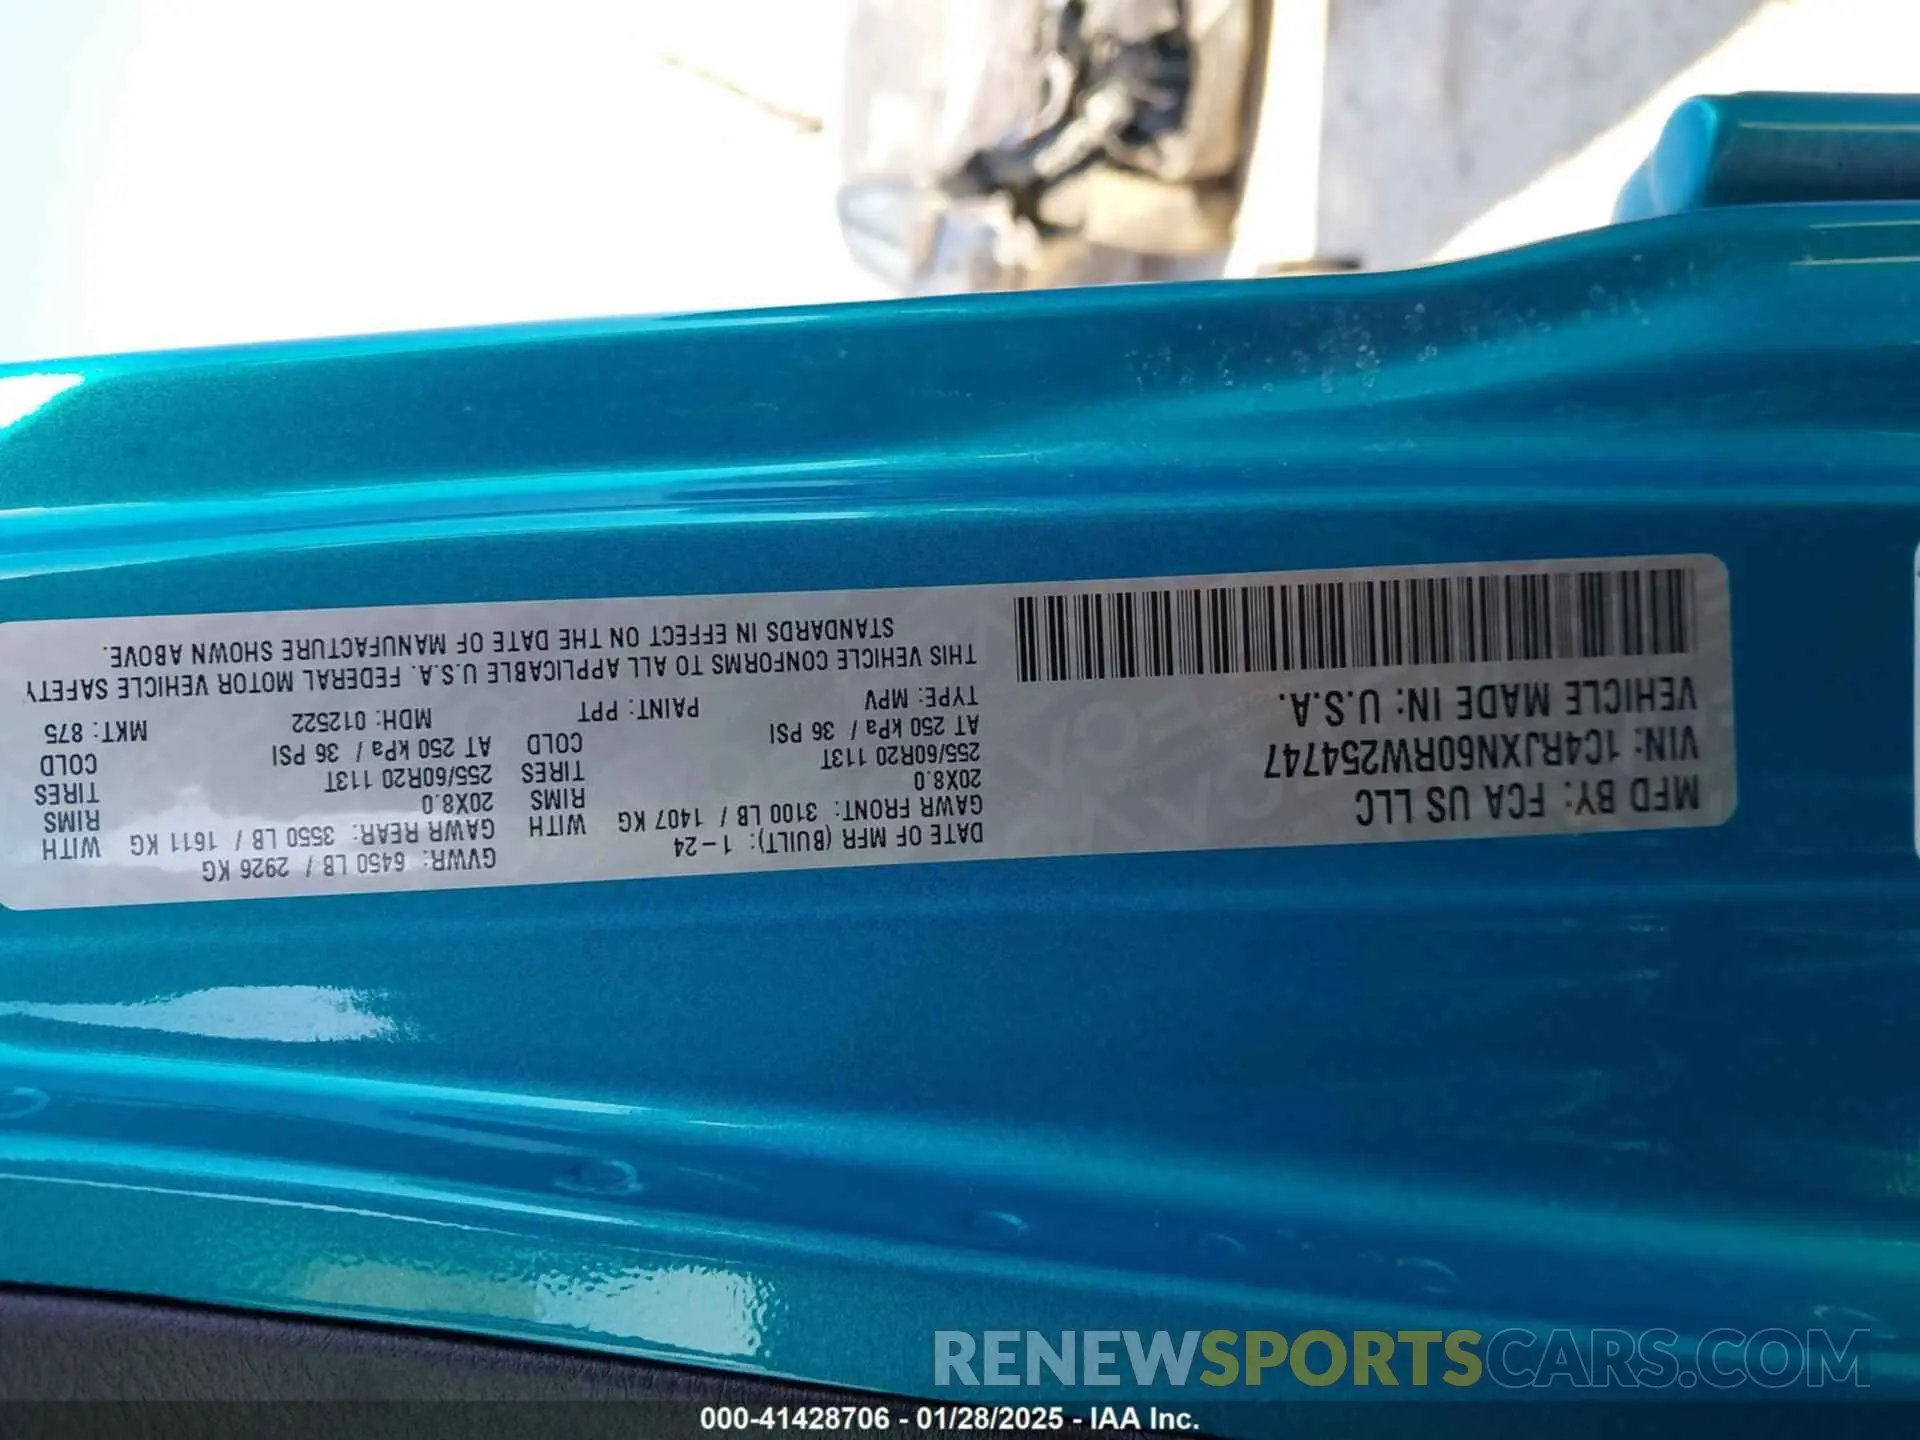 MFD BY: FCA US LLC
VIN: 1C4RJXN60RW254747
VEHICLE MADE IN: U.S.A.
DATE OF MFR (BUILT): 1-24
GVWR: 6450 LB / 2926 KG
GAWR FRONT: 3100 LB / 1407 KG WITH
GAWR REAR: 3550 LB / 1611 KG WITH
20X8.0 RIMS
20X8.0 RIMS
255/60R20 113T TIRES
255/60R20 113T TIRES
AT 250 kPa / 36 PSI COLD
AT 250 kPa / 36 PSI COLD
TYPE: MPV PAINT: PPT MDH: 012522 MKT: 875
THIS VEHICLE CONFORMS TO ALL APPLICABLE U.S.A. FEDERAL MOTOR VEHICLE SAFETY
STANDARDS IN EFFECT ON THE DATE OF MANUFACTURE SHOWN ABOVE.
RENEWSPORTSCARS.COM
000-41428706 - 01/28/2025 - IAA Inc.